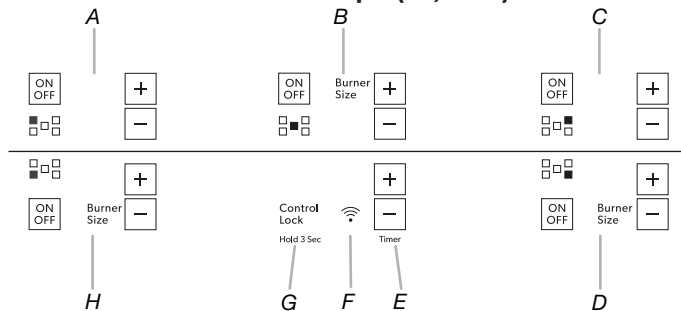 A B C
ON OFF + ON OFF Burner Size + ON OFF +
− − −
+ + +
ON OFF Burner Size − Control Lock − ON OFF Burner Size −
Hold 3 Sec Timer
H G F E D